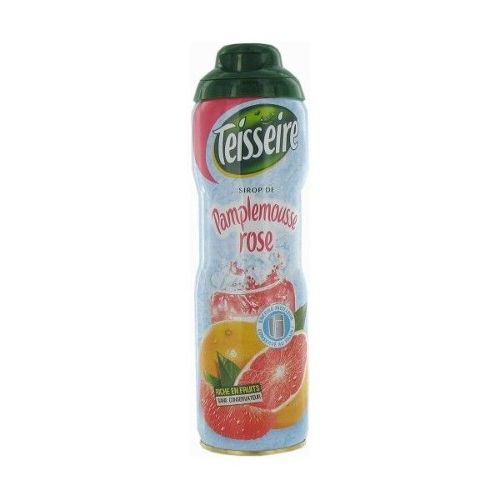 Teisseire
SIROP DE
Pamplemousse
rose
RICHE EN FRUITS
SANS CONSERVATEUR